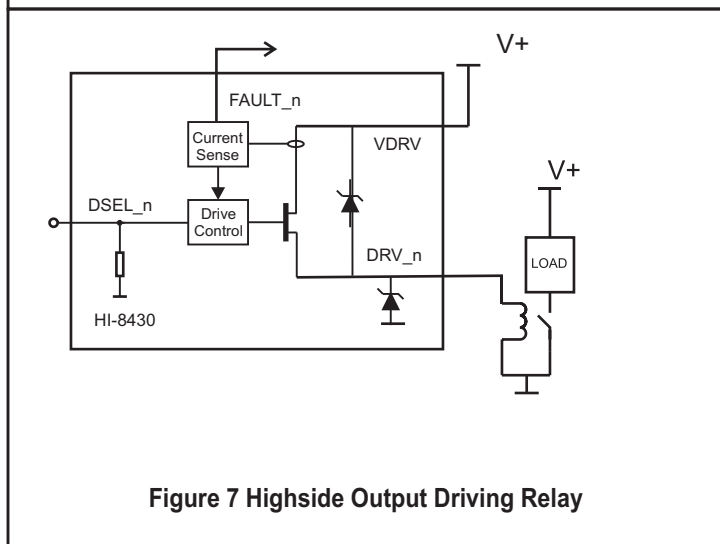 V+
FAULT_n
Current
Sense
VDRV
V+
DSEL_n
Drive
Control
DRV_n
LOAD
HI-8430
Figure 7 Highside Output Driving Relay